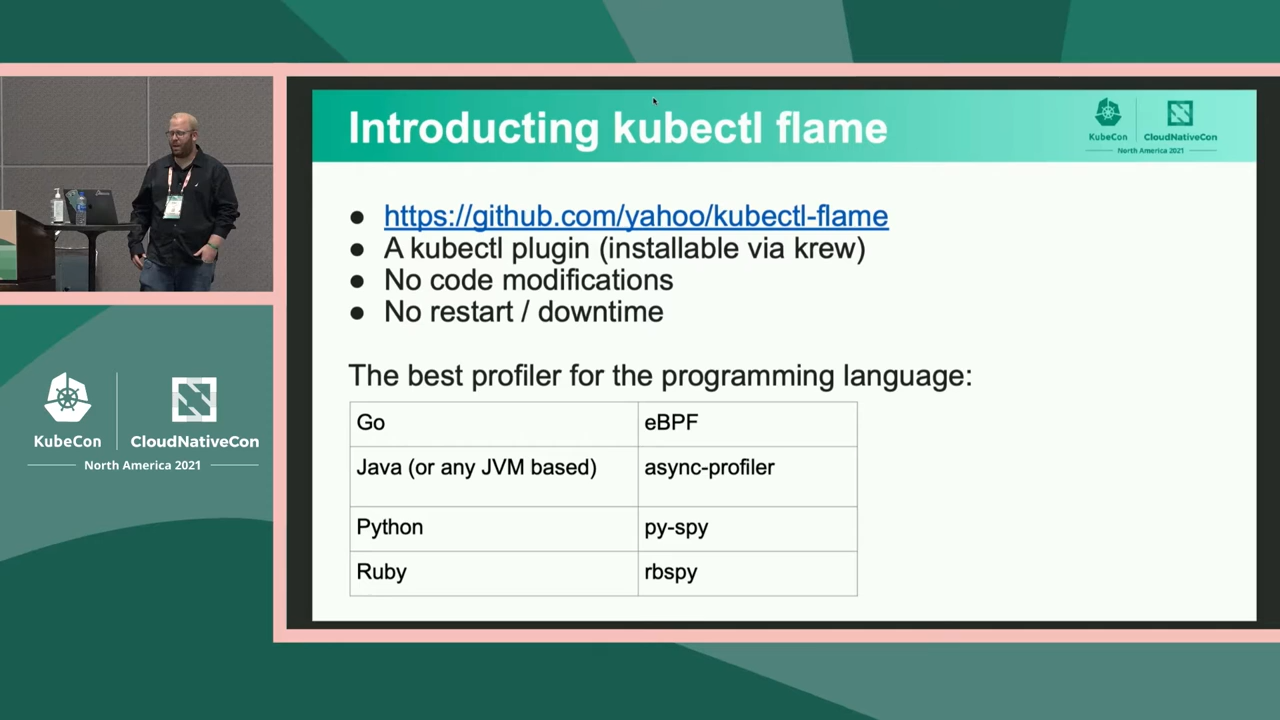 Introducting kubectl flame
KubeCon
CloudNativeCon
North America 2021
● https://github.com/yahoo/kubectl-flame
● A kubectl plugin (installable via krew)
● No code modifications
● No restart / downtime
The best profiler for the programming language:
Go eBPF
Java (or any JVM based) async-profiler
Python py-spy
Ruby rbspy
KubeCon
CloudNativeCon
North America 2021